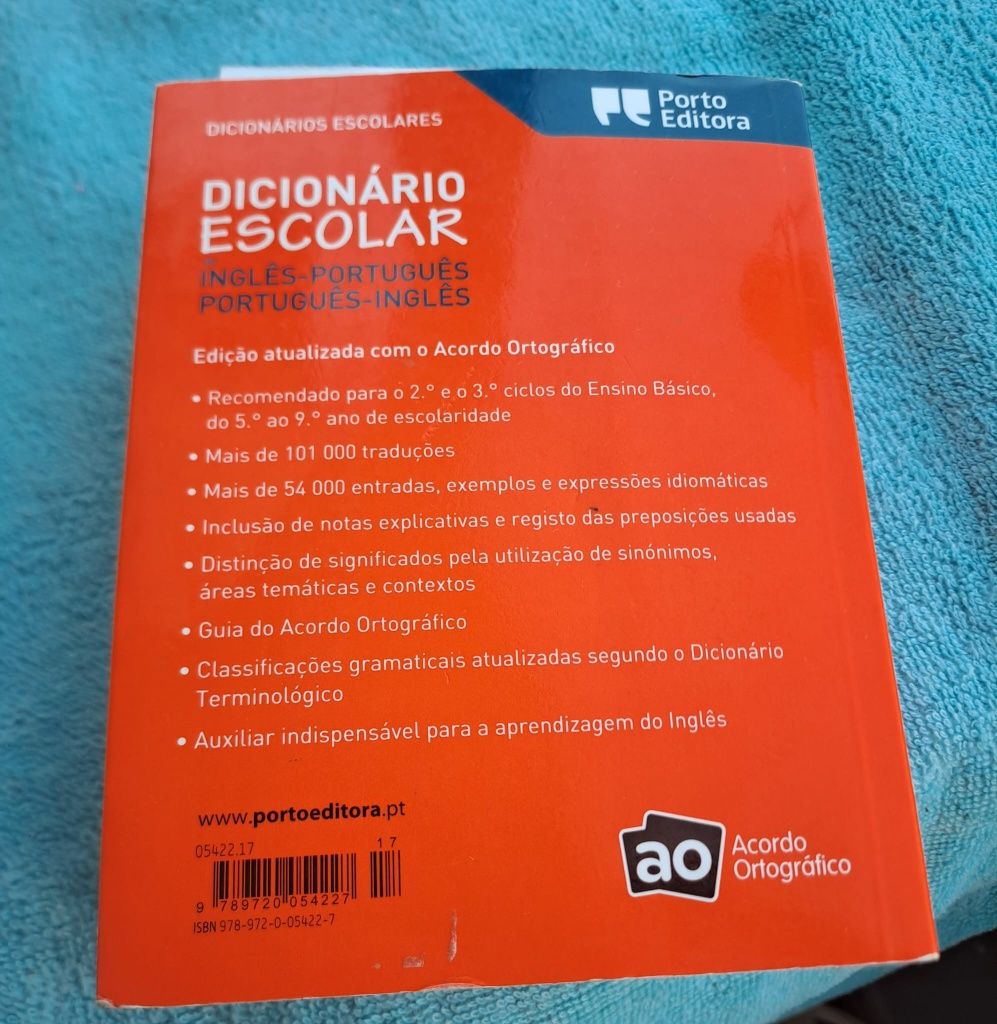 DICIONÁRIOS ESCOLARES
Porto
Editora
DICIONÁRIO
ESCOLAR
INGLÊS-PORTUGUÊS
PORTUGUÊS-INGLÊS
Edição atualizada com o Acordo Ortográfico
• Recomendado para o 2.° e o 3.° ciclos do Ensino Básico,
do 5.° ao 9.° ano de escolaridade
• Mais de 101 000 traduções
• Mais de 54 000 entradas, exemplos e expressões idiomáticas
• Inclusão de notas explicativas e registo das preposições usadas
• Distinção de significados pela utilização de sinónimos,
áreas temáticas e contextos
• Guia do Acordo Ortográfico
• Classificações gramaticais atualizadas segundo o Dicionário
Terminológico
• Auxiliar indispensável para a aprendizagem do Inglês
www.portoeditora.pt
05422.17
17
9 789720 054227
ISBN 978-972-0-05422-7
ao
Acordo
Ortográfico